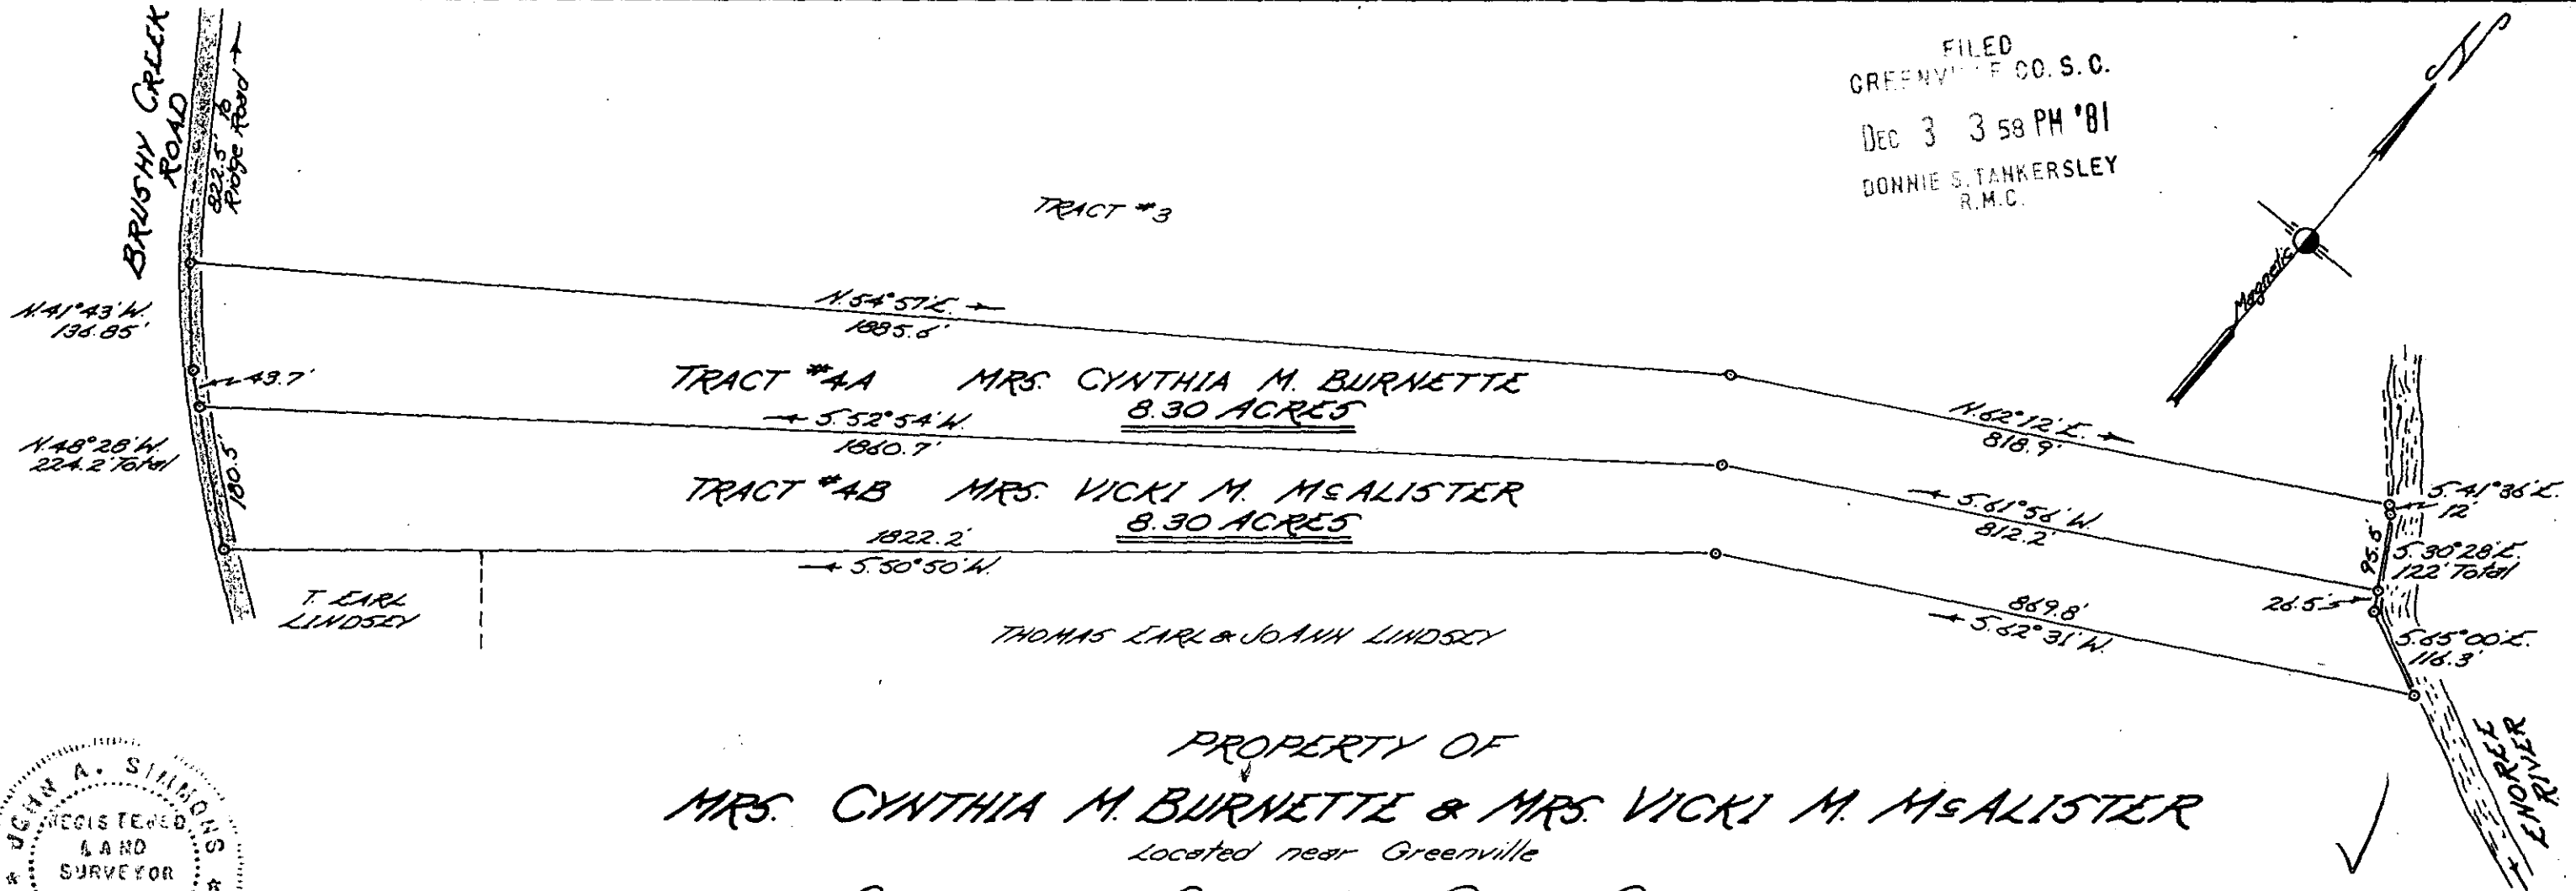 BRUSHY CREEK
ROAD
822.5' to
Ridge Road
FILED
GREENVILLE CO. S. C.
DEC 3 3 58 PM '81
DONNIE S. TANKERSLEY
R.M.C.
N
Magnetic
TRACT #3
N.41°43'W.
136.85'
N.54°57'E.
1885.6'
43.7'
TRACT #4A MRS. CYNTHIA M. BURNETTE
8.30 ACRES
S.52°54'W.
1860.7'
N.62°12'E.
818.9'
N.48°28'W.
224.2' Total
180.5'
TRACT #4B MRS. VICKI M. McALISTER
8.30 ACRES
S.61°56'W.
812.2'
S.41°36'E.
12'
95.5'
S.30°28'E.
122' Total
26.5'
1822.2'
S.50°50'W.
869.8'
S.62°31'W.
S.65°00'E.
116.3'
T. EARL
LINDSEY
THOMAS EARL & JOANN LINDSEY
ENOREE
RIVER
PROPERTY OF
MRS. CYNTHIA M. BURNETTE & MRS. VICKI M. McALISTER
Located near Greenville
JOHN A. SIMMONS
REGISTERED
LAND
SURVEYOR